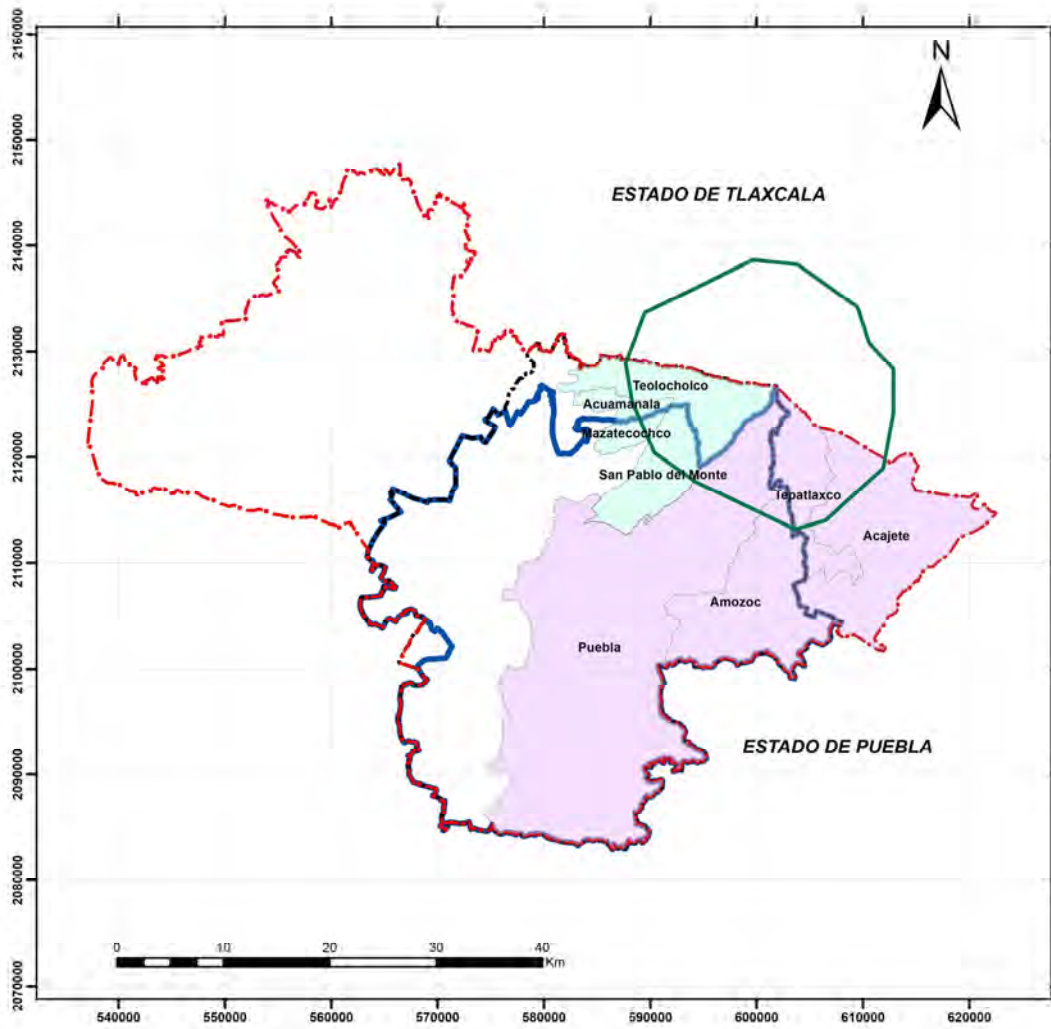 N
2160000
2150000
2140000
2130000
2120000
2110000
2100000
2090000
2080000
2070000
ESTADO DE TLAXCALA
Teolocholco
Acuamanala
Mazatecochco
San Pablo del Monte
Tepatlaxco
Acajete
Amozoc
Puebla
ESTADO DE PUEBLA
0 10 20 30 40
Km
540000 550000 560000 570000 580000 590000 600000 610000 620000